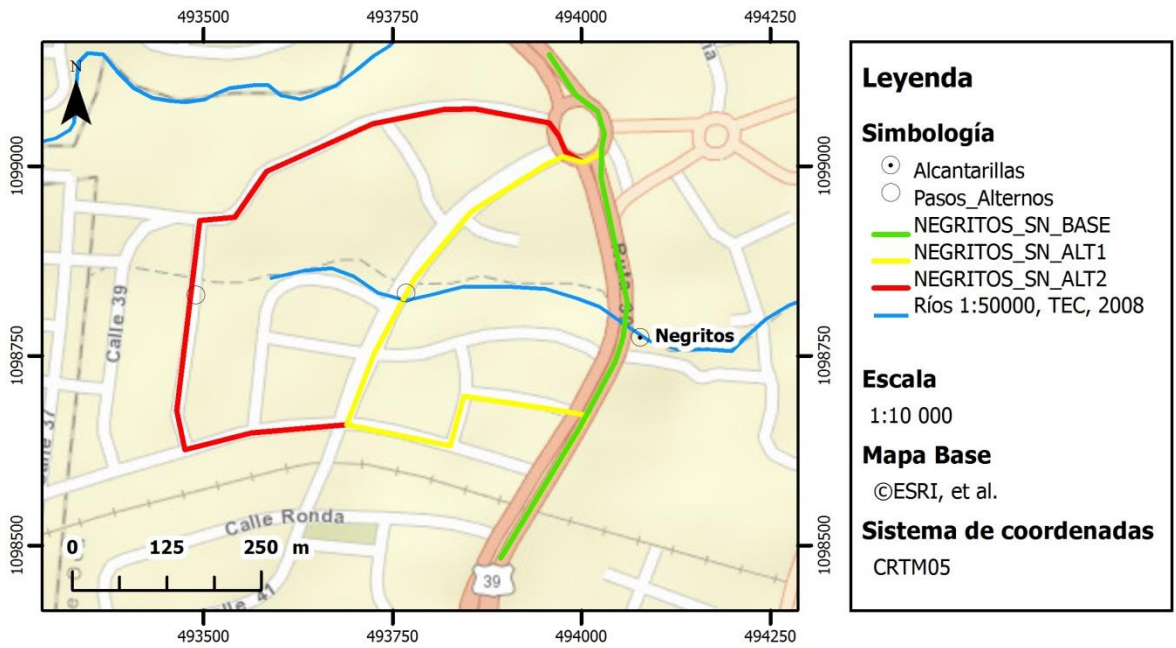 493500 493750 494000 494250
N
1099000
1098750
1098500
1099000
1098750
1098500
Calle 39
Negritos
Calle Ronda
0 125 250 m
39
493500 493750 494000 494250
Leyenda
Simbología
Alcantarillas
Pasos_Alternos
NEGRITOS_SN_BASE
NEGRITOS_SN_ALT1
NEGRITOS_SN_ALT2
Ríos 1:50000, TEC, 2008
Escala
1:10 000
Mapa Base
©ESRI, et al.
Sistema de coordenadas
CRTM05